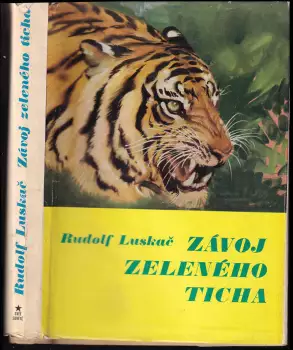 Rudolf Luskač Závoj zeleného ticha
Rudolf Luskač ZÁVOJ
ZELENÉHO
TICHA